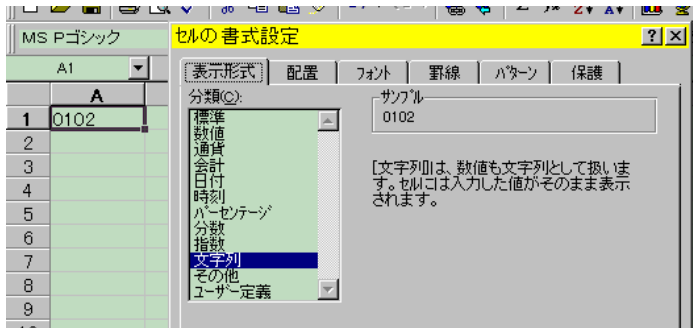 MS Pゴシック
セルの書式設定
A1
表示形式
配置
フォント
罫線
パターン
保護
A
1
0102
2
3
4
5
6
7
8
9
分類(C):
標準
数値
通貨
会計
日付
時刻
パーセンテージ
分数
指数
文字列
その他
ユーザー定義
サンプル
0102
[文字列]は、数値も文字列として扱いま
す。セルには入力した値がそのまま表示
されます。